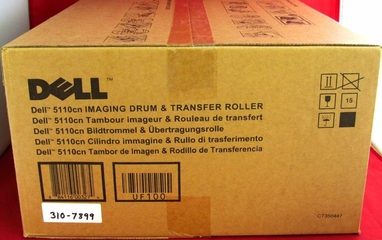 DELL™
Dell™ 5110cn IMAGING DRUM & TRANSFER ROLLER
Dell™ 5110cn Tambour imageur & Rouleau de transfert
Dell™ 5110cn Bildtrommel & Übertragungsrolle
Dell™ 5110cn Cilindro immagine & Rullo di trasferimento
Dell™ 5110cn Tambor de Imagen & Rodillo de Transferencia
15
UF100
310-7899